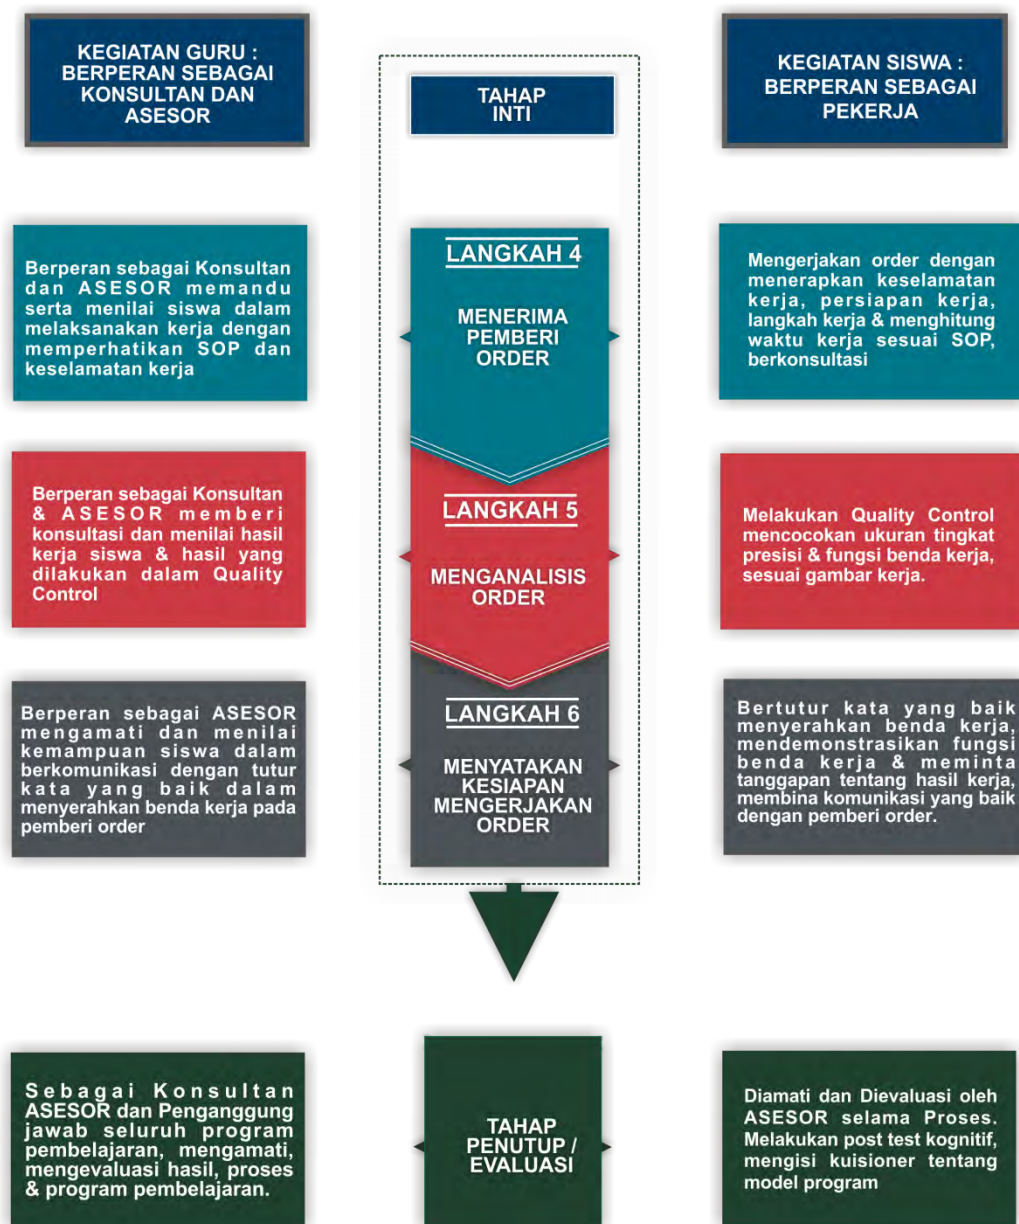 KEGIATAN GURU :
BERPERAN SEBAGAI
KONSULTAN DAN
ASESOR
TAHAP
INTI
KEGIATAN SISWA :
BERPERAN SEBAGAI
PEKERJA
Berperan sebagai Konsultan
dan ASESOR memandu
serta menilai siswa dalam
melaksanakan kerja dengan
memperhatikan SOP dan
keselamatan kerja
LANGKAH 4
MENERIMA
PEMBERI
ORDER
Mengerjakan order dengan
menerapkan keselamatan
kerja, persiapan kerja,
langkah kerja & menghitung
waktu kerja sesuai SOP,
berkonsultasi
Berperan sebagai Konsultan
& ASESOR memberi
konsultasi dan menilai hasil
kerja siswa & hasil yang
dilakukan dalam Quality
Control
LANGKAH 5
MENGANALISIS
ORDER
Melakukan Quality Control
mencocokan ukuran tingkat
presisi & fungsi benda kerja,
sesuai gambar kerja.
Berperan sebagai ASESOR
mengamati dan menilai
kemampuan siswa dalam
berkomunikasi dengan tutur
kata yang baik dalam
menyerahkan benda kerja pada
pemberi order
LANGKAH 6
MENYATAKAN
KESIAPAN
MENGERJAKAN
ORDER
Bertutur kata yang baik
menyerahkan benda kerja,
mendemonstrasikan fungsi
benda kerja & meminta
tanggapan tentang hasil kerja,
membina komunikasi yang baik
dengan pemberi order.
Sebagai Konsultan
ASESOR dan Penganggung
jawab seluruh program
pembelajaran, mengamati,
mengevaluasi hasil, proses
& program pembelajaran.
TAHAP
PENUTUP /
EVALUASI
Diamati dan Dievaluasi oleh
ASESOR selama Proses.
Melakukan post test kognitif,
mengisi kuisioner tentang
model program